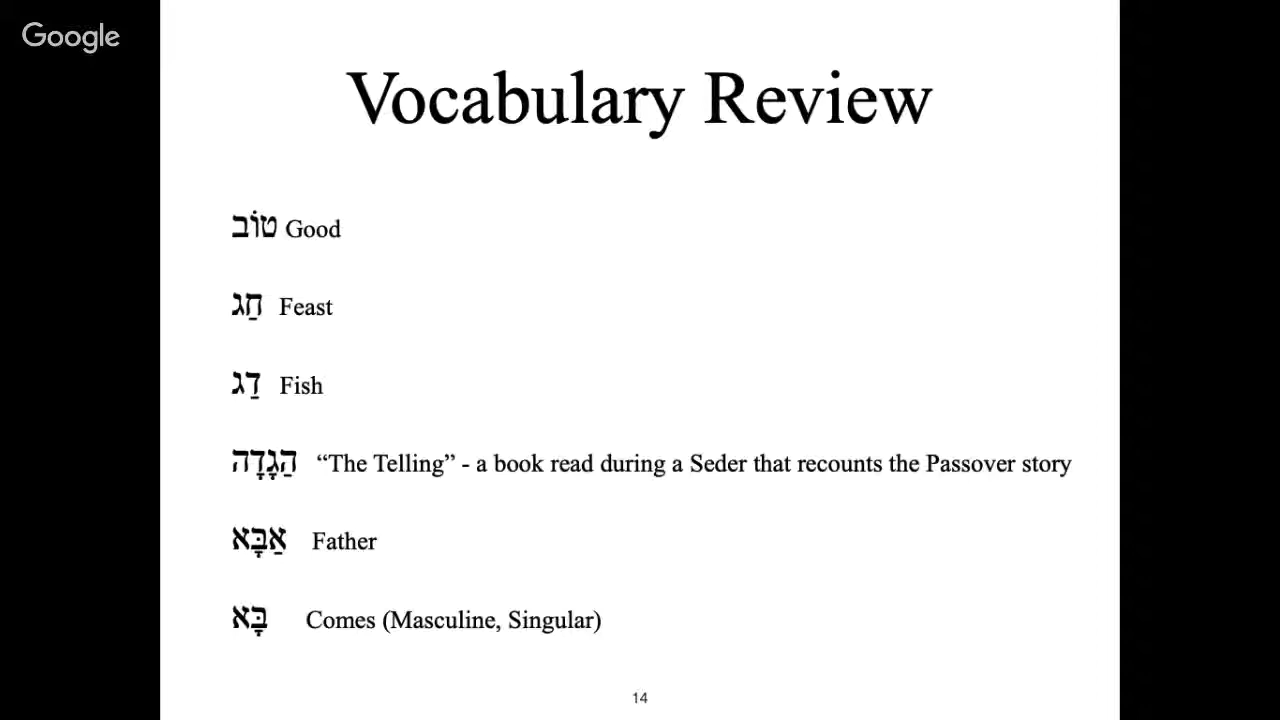 Google
Vocabulary Review
טוֹב Good
חַג Feast
דַג Fish
הַגָדָה “The Telling” - a book read during a Seder that recounts the Passover story
אַבָּא Father
בָּא Comes (Masculine, Singular)
14